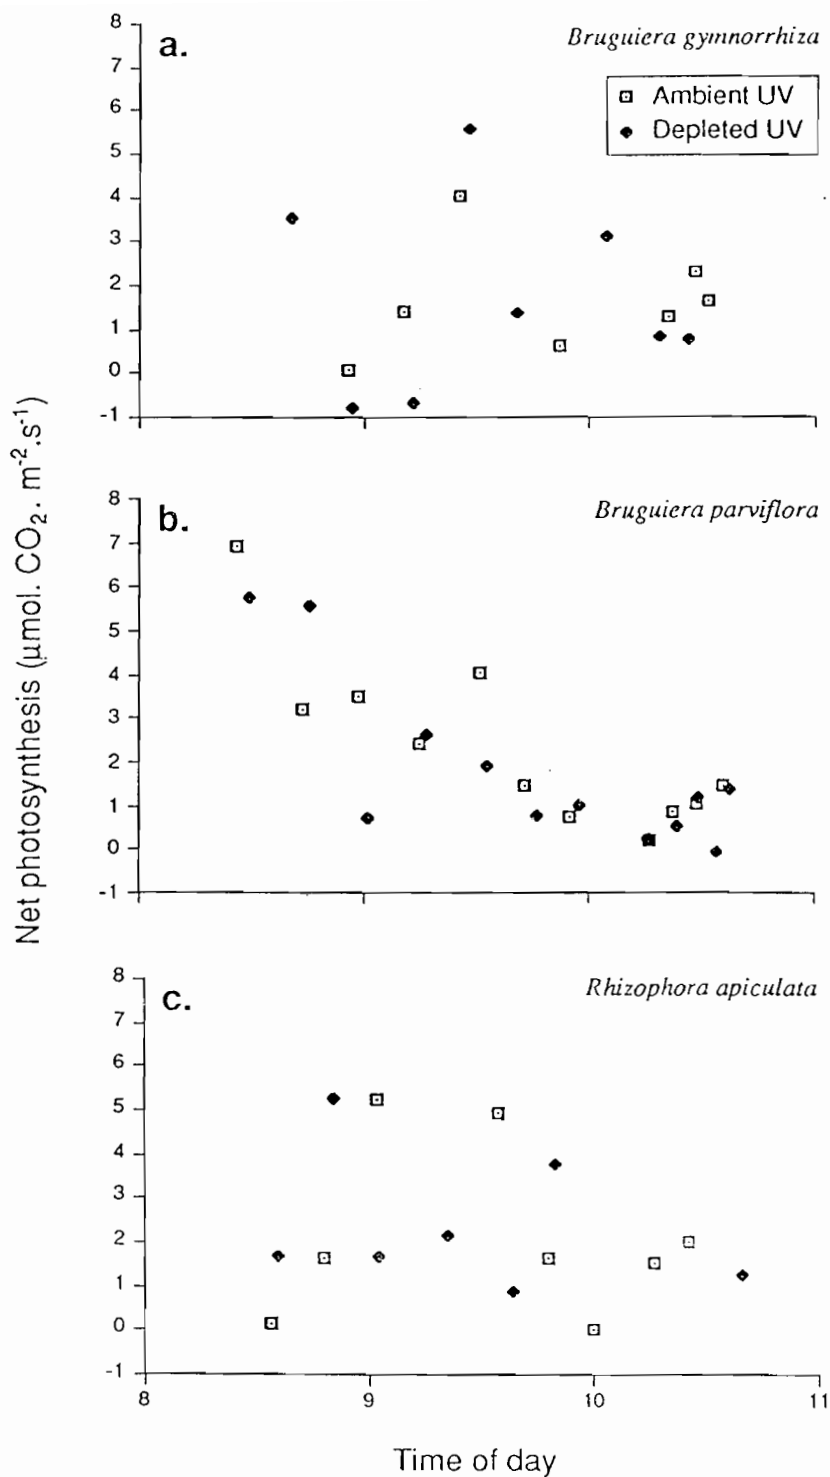 a.
Bruguiera gymnorrhiza
Ambient UV
Depleted UV
8
7
6
5
4
3
2
1
0
-1
b.
Bruguiera parviflora
8
7
6
5
4
3
2
1
0
-1
Net photosynthesis (µmol. CO₂. m⁻².s⁻¹)
c.
Rhizophora apiculata
8
7
6
5
4
3
2
1
0
-1
8 9 10 11
Time of day